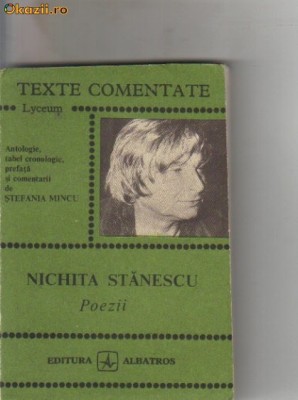 Okazii.ro
TEXTE COMENTATE
Lyceum
Antologie,
tabel cronologic,
prefață
și comentarii
de
ȘTEFANIA MINCU
NICHITA STĂNESCU
Poezii
EDITURA ALBATROS